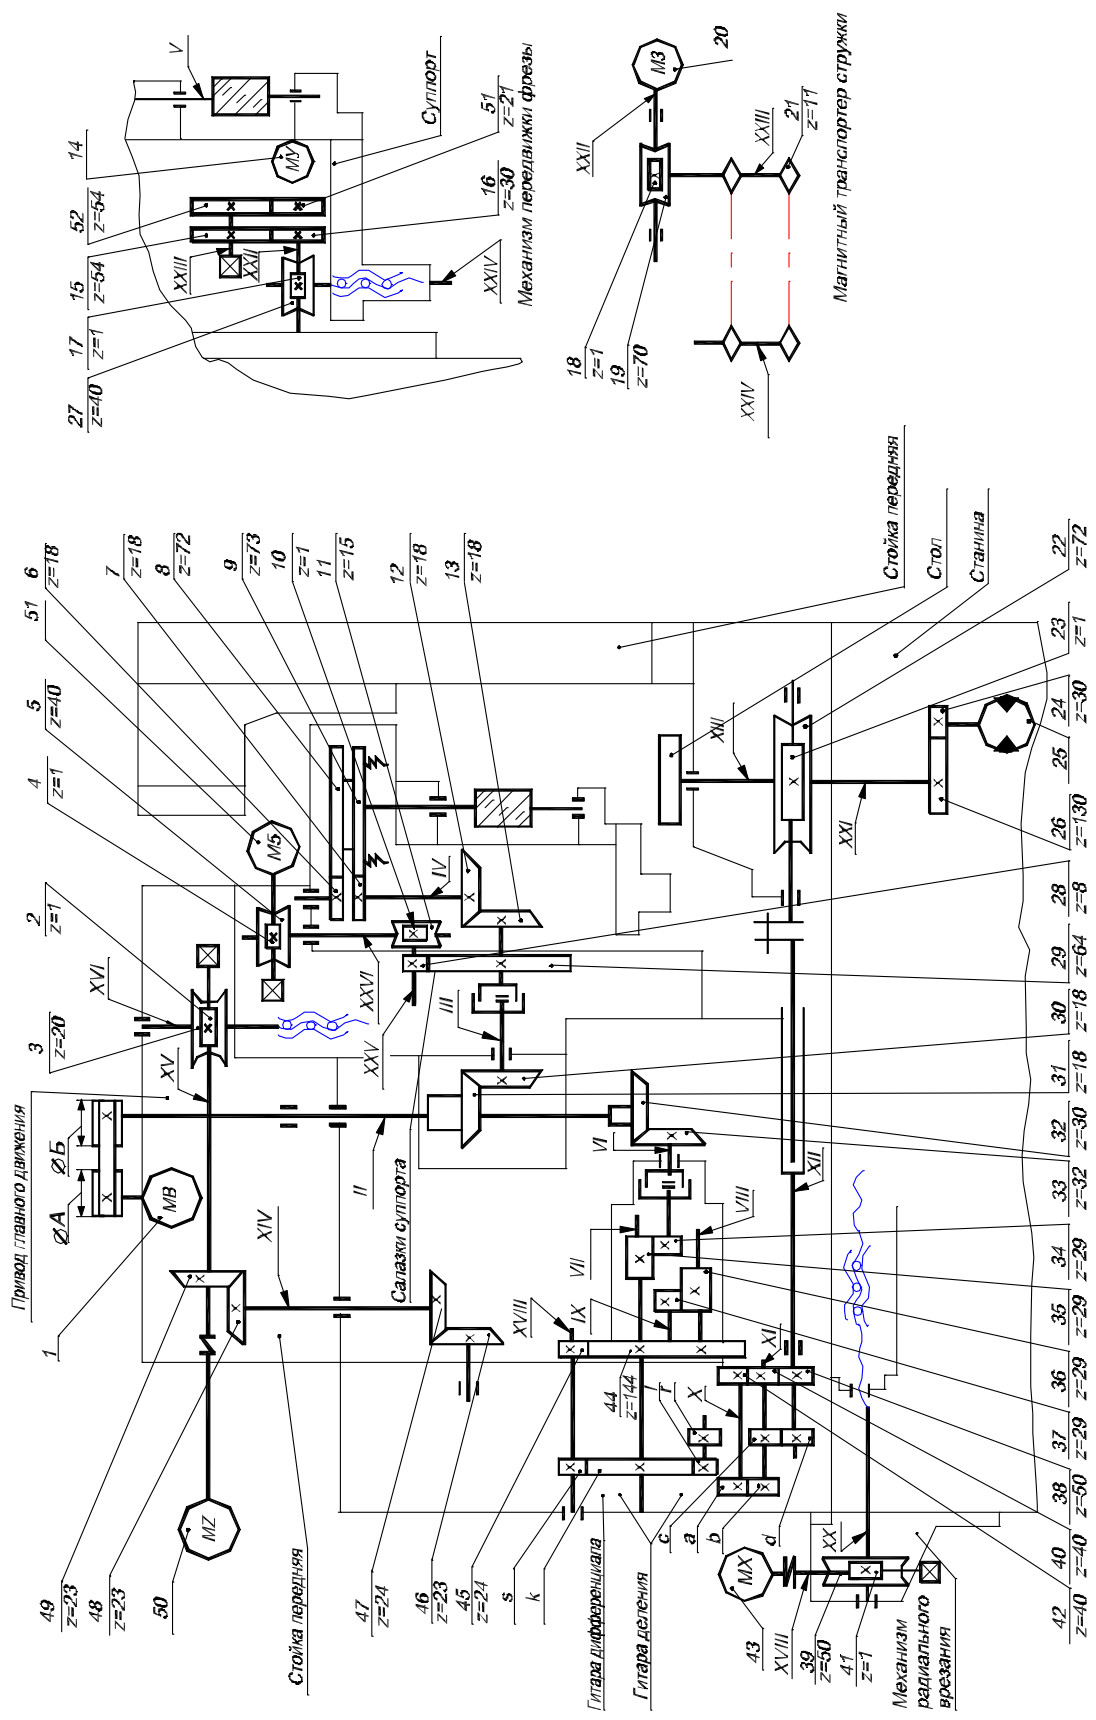 49
z=23
48
z=23
50
MZ
Стойка передняя
1
Привод главного движения
ØА
ØБ
МВ
3
z=20
2
z=1
XV
XVI
XIV
II
Салазки суппорта
4
z=1
5
z=40
51
6
z=18
7
z=18
8
z=72
9
z=73
10
z=1
11
z=15
12
z=18
13
z=18
М5
XXVI
XXV
III
IV
27
z=40
17
z=1
15
z=54
52
z=54
14
V
МУ
XXIII
XXII
Суппорт
16
z=30
51
z=21
XXIV
Механизм передвижки фрезы
18
z=1
19
z=70
XXII
МЗ
20
XXIV
XXIII
21
z=11
Магнитный транспортер стружки
47
z=24
46
z=23
45
z=24
s
k
XVIII
VII
IX
VI
VIII
44
z=144
l
r
X
XI
XII
XIII
XXI
Гитара дифференциала
Гитара деления
c
a
b
d
Стойка передняя
Стол
Станина
43
МХ
XVIII
39
z=50
41
z=1
XX
Механизм
радиального
врезания
42
z=40
40
z=40
38
z=50
37
z=29
36
z=29
35
z=29
34
z=29
33
z=32
32
z=30
31
z=18
30
z=18
29
z=64
28
z=8
26
z=130
25
24
z=30
23
z=1
22
z=72